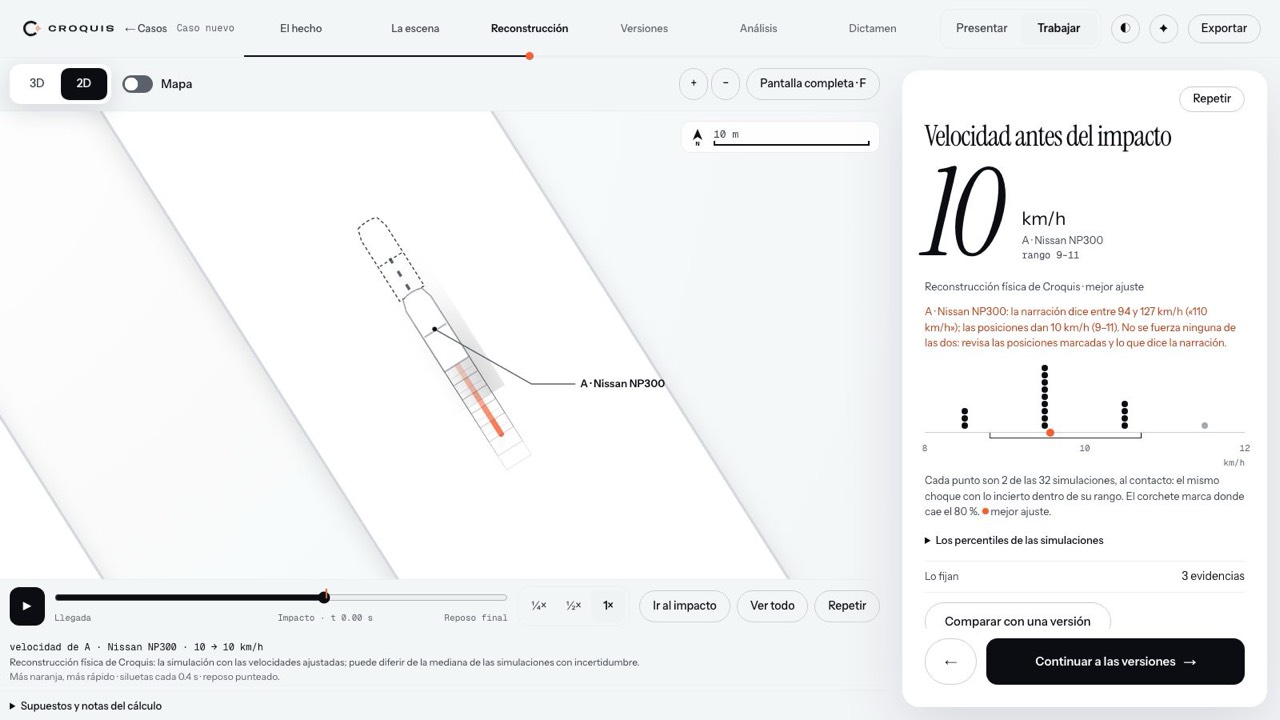 CROQUIS
← Casos
Caso nuevo
El hecho
La escena
Reconstrucción
Versiones
Análisis
Dictamen
Presentar
Trabajar
Exportar
3D
2D
Mapa
+
−
Pantalla completa · F
N
10 m
A · Nissan NP300
Llegada
Impacto · t 0.00 s
Reposo final
¼×
½×
1×
Ir al impacto
Ver todo
Repetir
velocidad de A · Nissan NP300 · 10 → 10 km/h
Reconstrucción física de Croquis: la simulación con las velocidades ajustadas; puede diferir de la mediana de las simulaciones con incertidumbre.
Más naranja, más rápido · siluetas cada 0.4 s · reposo punteado.
Supuestos y notas del cálculo
Repetir
Velocidad antes del impacto
10
km/h
A · Nissan NP300
rango 9–11
Reconstrucción física de Croquis · mejor ajuste
A · Nissan NP300: la narración dice entre 94 y 127 km/h («110
km/h»); las posiciones dan 10 km/h (9–11). No se fuerza ninguna de
las dos: revisa las posiciones marcadas y lo que dice la narración.
8
10
12
km/h
Cada punto son 2 de las 32 simulaciones, al contacto: el mismo
choque con lo incierto dentro de su rango. El corchete marca donde
cae el 80 %. mejor ajuste.
Los percentiles de las simulaciones
Lo fijan
3 evidencias
Comparar con una versión
←
Continuar a las versiones →